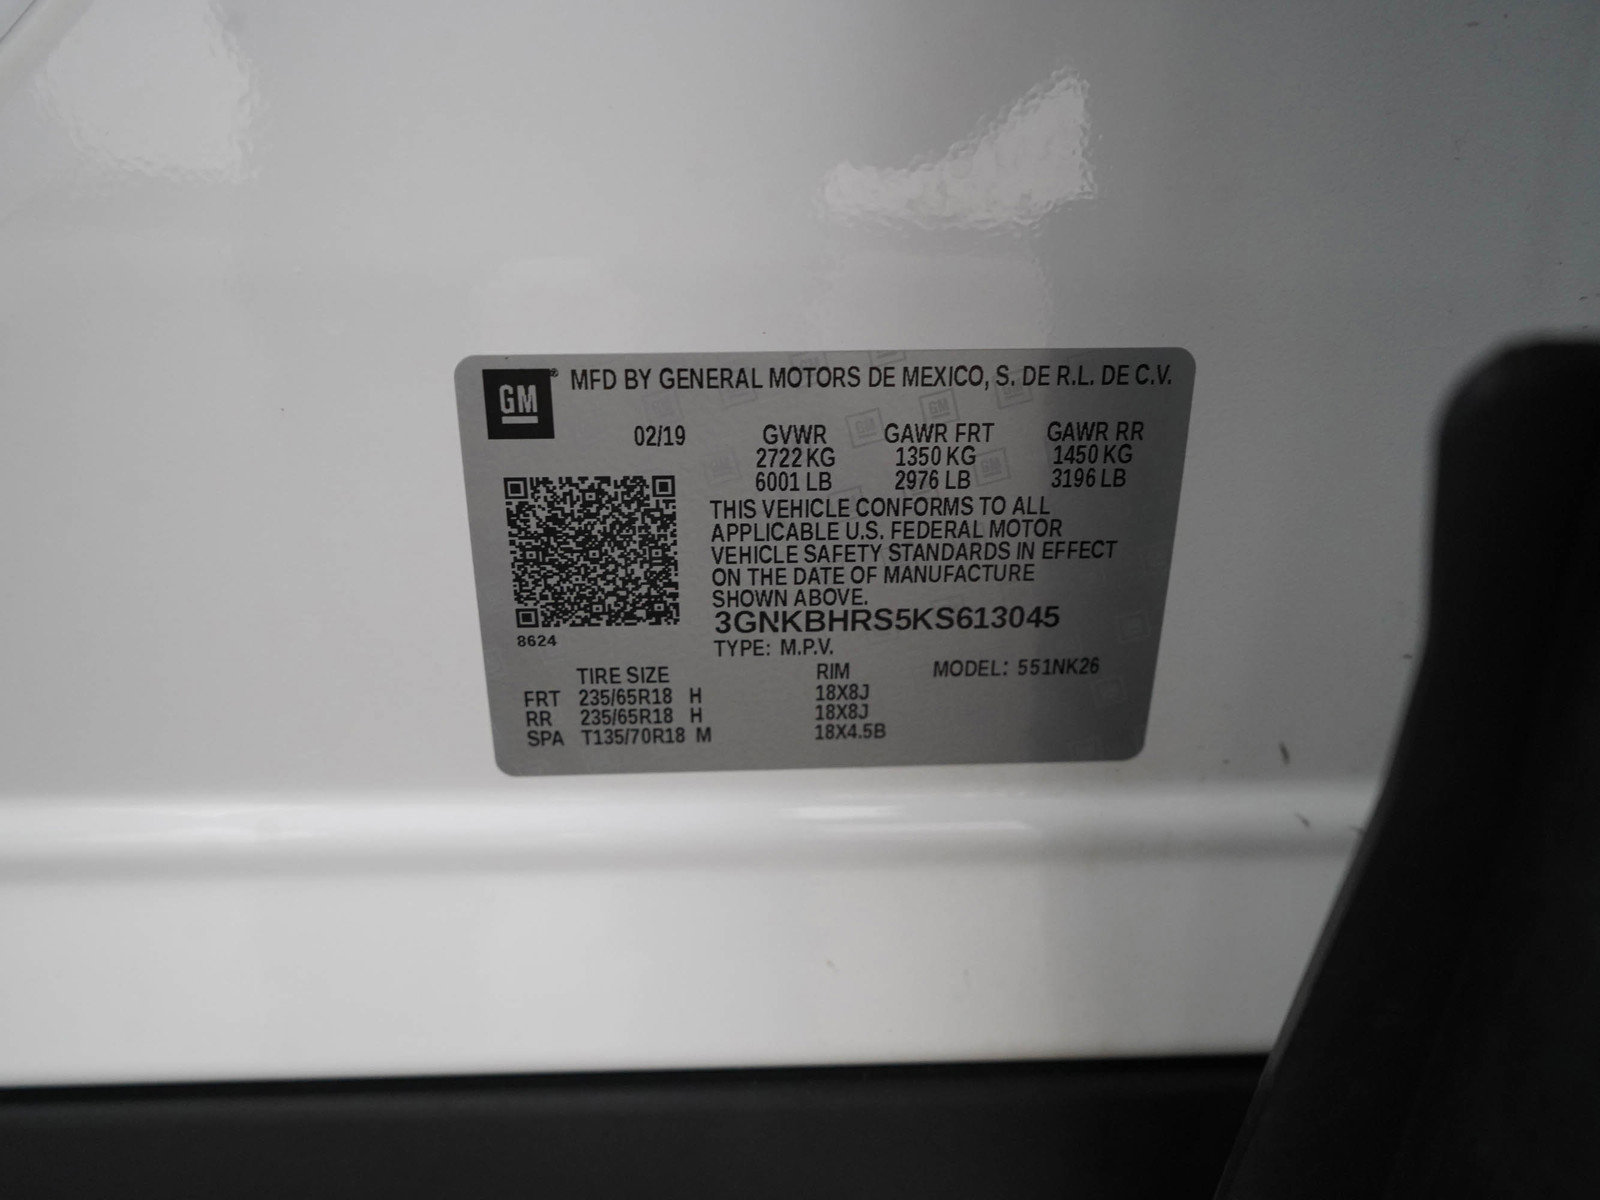 GM® MFD BY GENERAL MOTORS DE MEXICO, S. DE R.L. DE C.V.
02/19 GVWR GAWR FRT GAWR RR
2722 KG 1350 KG 1450 KG
6001 LB 2976 LB 3196 LB
THIS VEHICLE CONFORMS TO ALL
APPLICABLE U.S. FEDERAL MOTOR
VEHICLE SAFETY STANDARDS IN EFFECT
ON THE DATE OF MANUFACTURE
SHOWN ABOVE.
3GNKBHRS5KS613045
8624
TYPE: M.P.V.
TIRE SIZE RIM MODEL: 551NK26
FRT 235/65R18 H 18X8J
RR 235/65R18 H 18X8J
SPA T135/70R18 M 18X4.5B